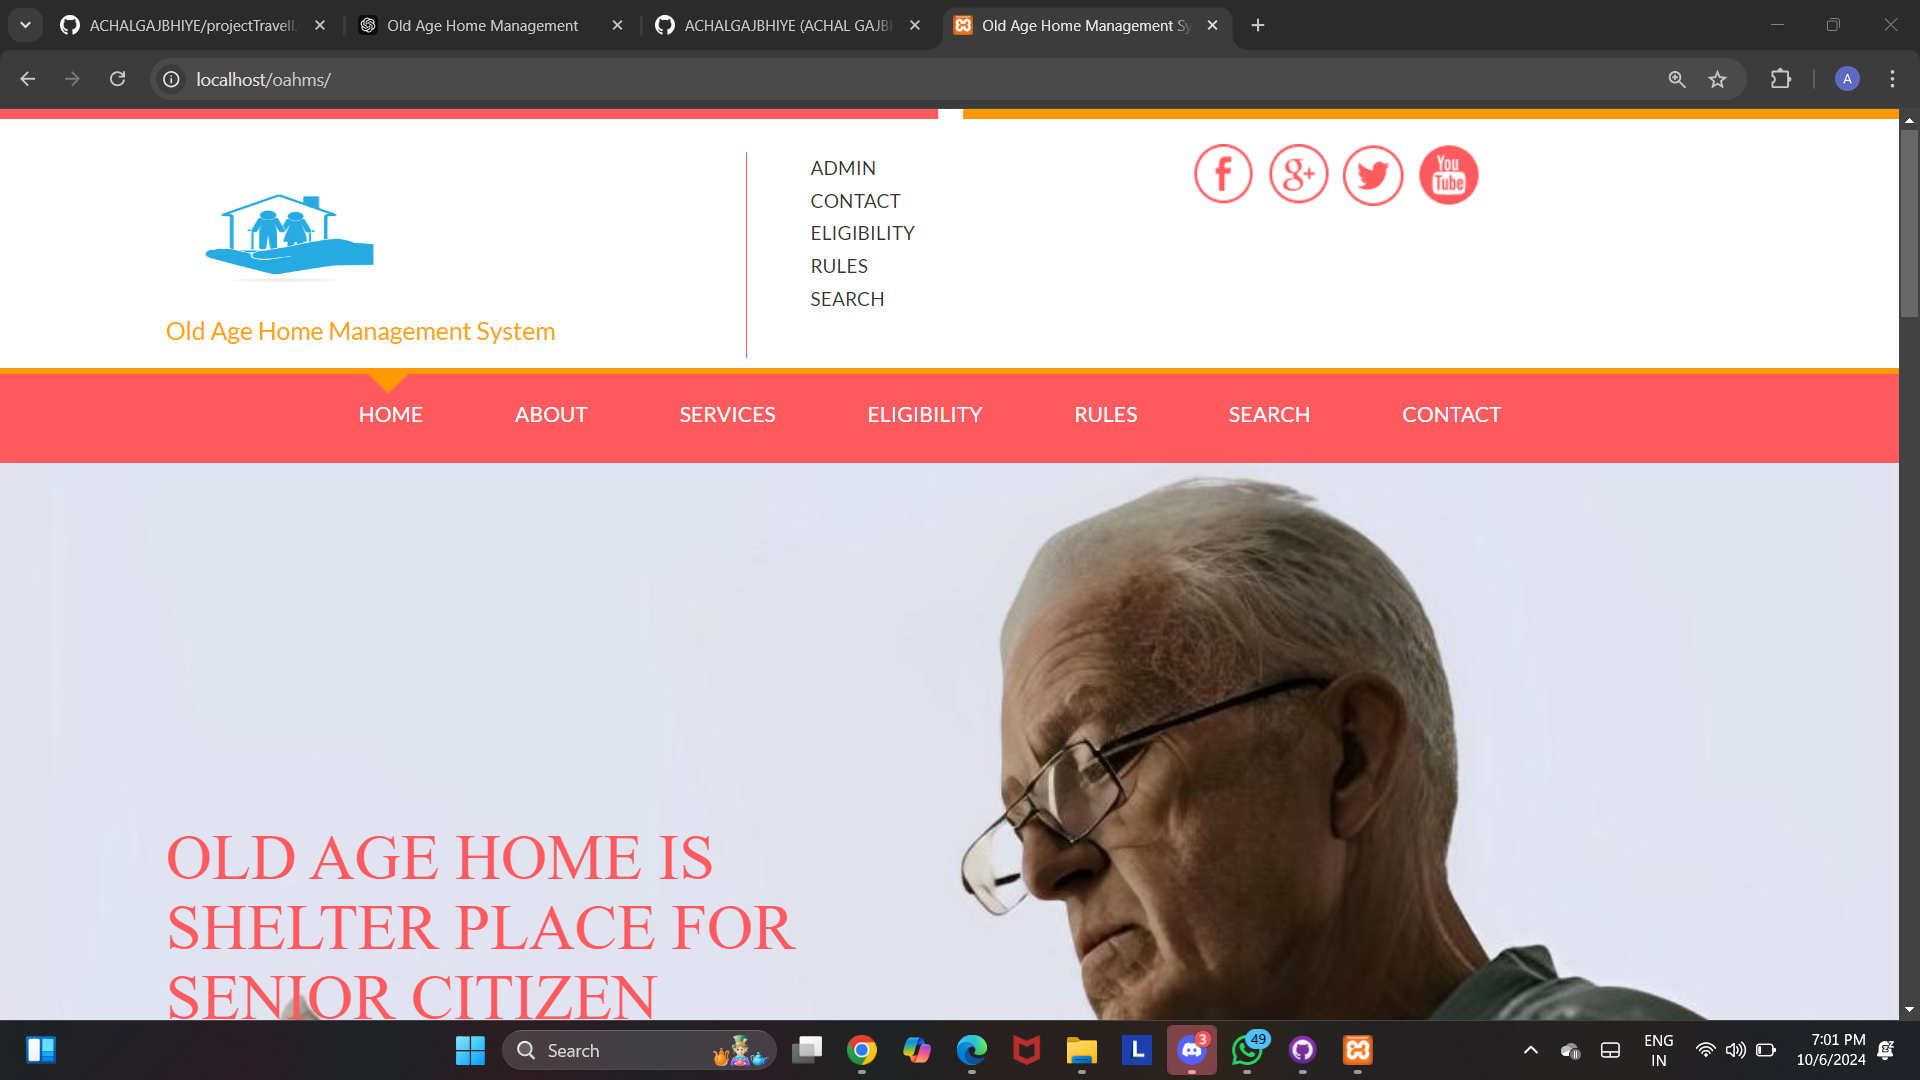 ACHALGAJBHIYE/projectTravell
Old Age Home Management
ACHALGAJBHIYE (ACHAL GAJBH
Old Age Home Management Sy
localhost/oahms/
A
ADMIN
CONTACT
ELIGIBILITY
RULES
SEARCH
f
g+
You
Tube
Old Age Home Management System
HOME
ABOUT
SERVICES
ELIGIBILITY
RULES
SEARCH
CONTACT
OLD AGE HOME IS
SHELTER PLACE FOR
SENIOR CITIZEN
Search
L
3
49
ENG
IN
7:01 PM
10/6/2024